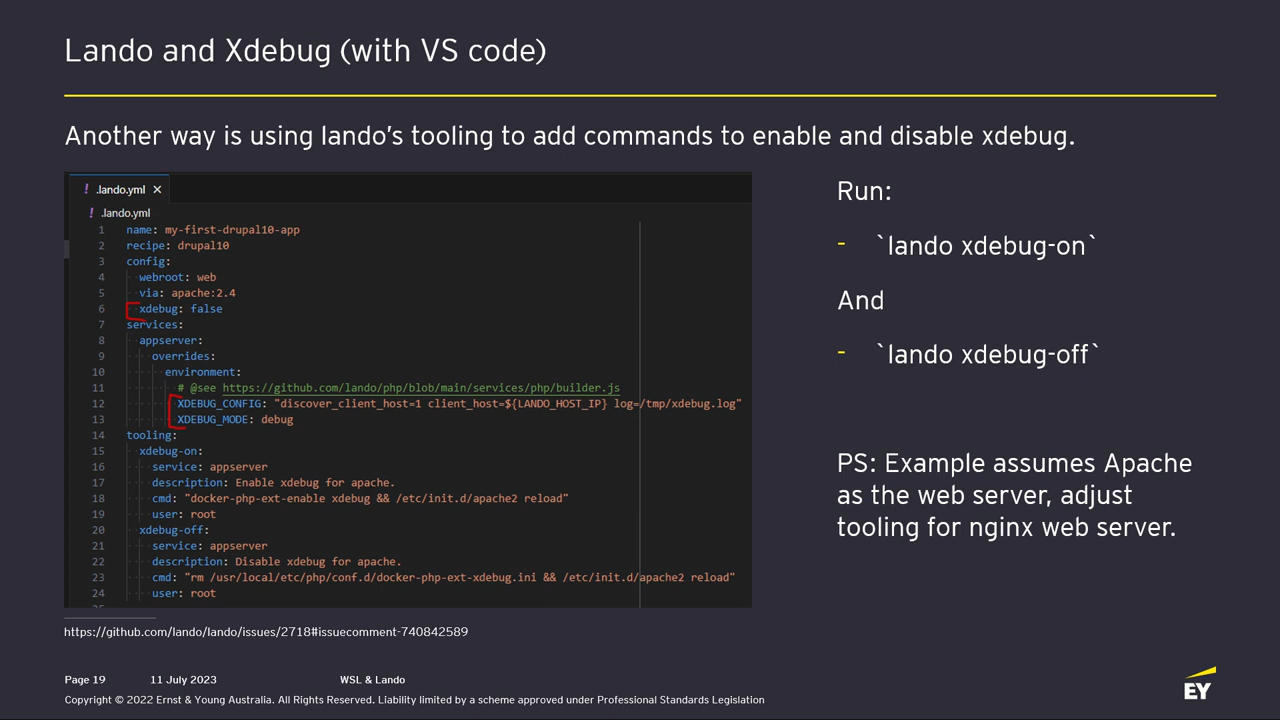 Lando and Xdebug (with VS code)
Another way is using lando's tooling to add commands to enable and disable xdebug.
! .lando.yml ×
! .lando.yml
1 name: my-first-drupal10-app
2 recipe: drupal10
3 config:
4 webroot: web
5 via: apache:2.4
6 xdebug: false
7 services:
8 appserver:
9 overrides:
10 environment:
11 # @see https://github.com/lando/php/blob/main/services/php/builder.js
12 XDEBUG_CONFIG: "discover_client_host=1 client_host=${LANDO_HOST_IP} log=/tmp/xdebug.log"
13 XDEBUG_MODE: debug
14 tooling:
15 xdebug-on:
16 service: appserver
17 description: Enable xdebug for apache.
18 cmd: "docker-php-ext-enable xdebug && /etc/init.d/apache2 reload"
19 user: root
20 xdebug-off:
21 service: appserver
22 description: Disable xdebug for apache.
23 cmd: "rm /usr/local/etc/php/conf.d/docker-php-ext-xdebug.ini && /etc/init.d/apache2 reload"
24 user: root
Run:
- `lando xdebug-on`
And
- `lando xdebug-off`
PS: Example assumes Apache
as the web server, adjust
tooling for nginx web server.
https://github.com/lando/lando/issues/2718#issuecomment-740842589
Page 19 11 July 2023 WSL & Lando
Copyright © 2022 Ernst & Young Australia. All Rights Reserved. Liability limited by a scheme approved under Professional Standards Legislation
EY